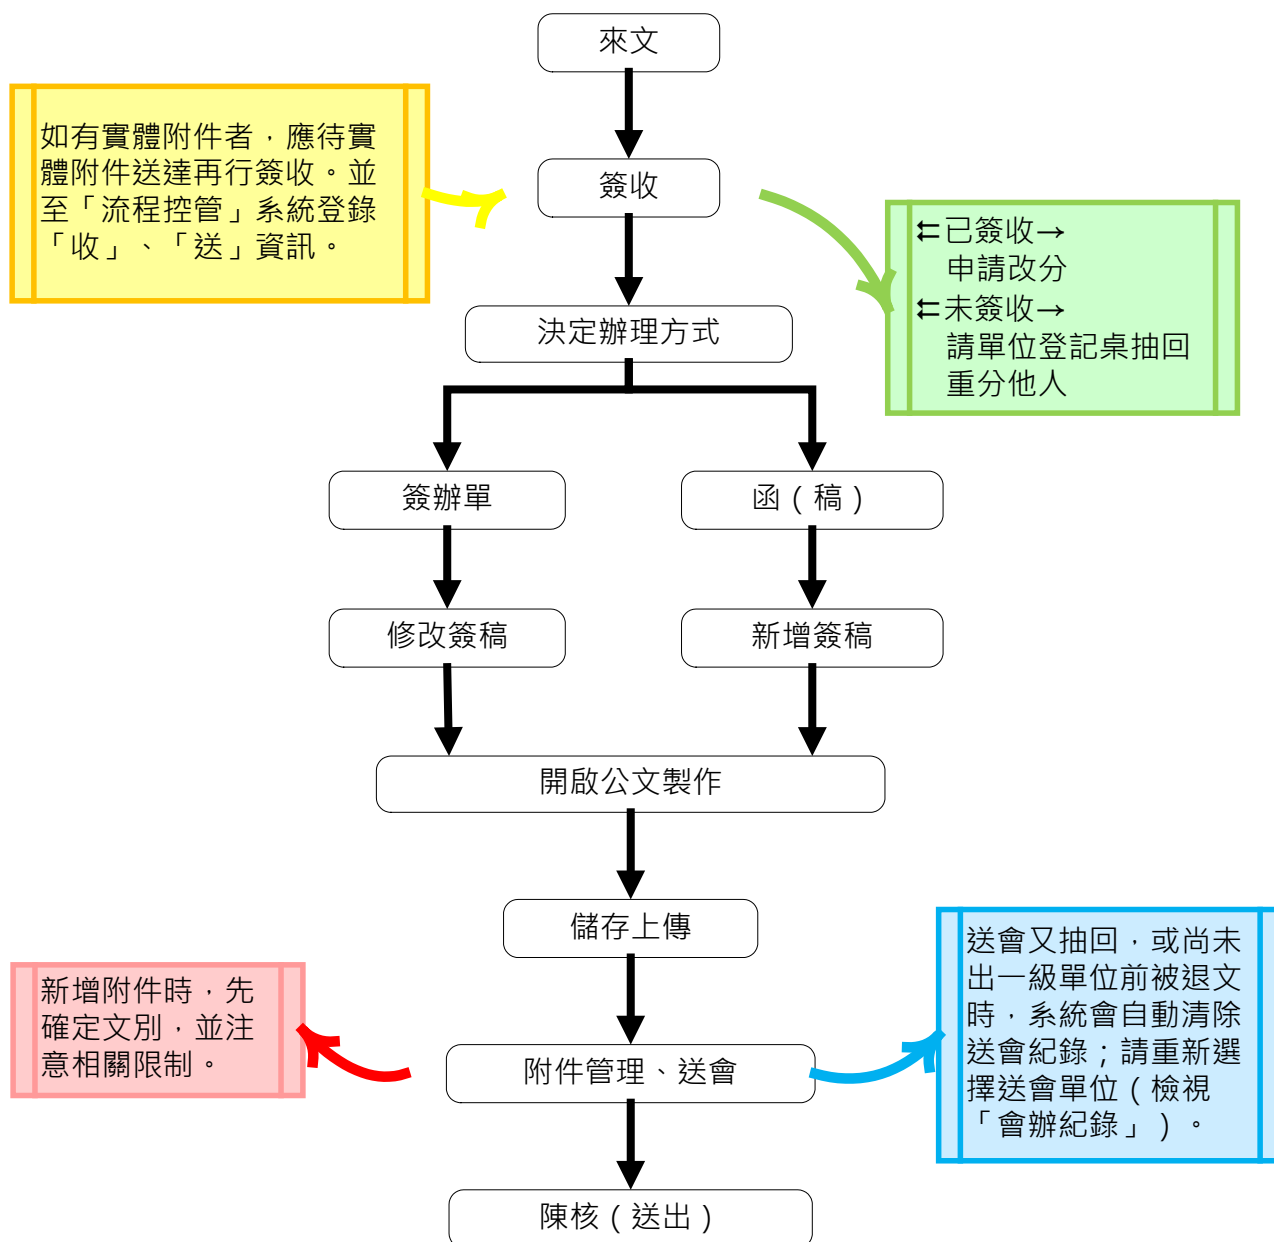 來文
如有實體附件者，應待實
體附件送達再行簽收。並
至「流程控管」系統登錄
「收」、「送」資訊。
簽收
⇇已簽收→
申請改分
⇇未簽收→
請單位登記桌抽回
重分他人
決定辦理方式
簽辦單
函（稿）
修改簽稿
新增簽稿
開啟公文製作
儲存上傳
新增附件時，先
確定文別，並注
意相關限制。
附件管理、送會
送會又抽回，或尚未
出一級單位前被退文
時，系統會自動清除
送會紀錄；請重新選
擇送會單位（檢視
「會辦紀錄」）。
陳核（送出）